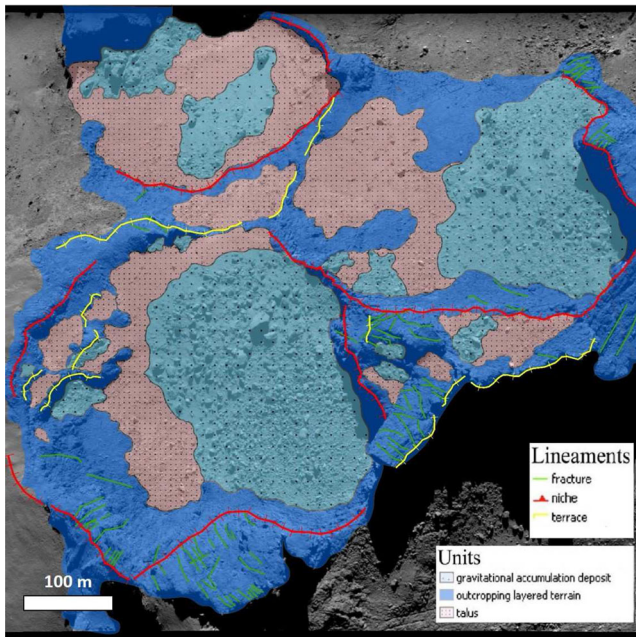 Lineaments
fracture
niche
terrace
Units
gravitational accumulation deposit
outcropping layered terrain
talus
100 m